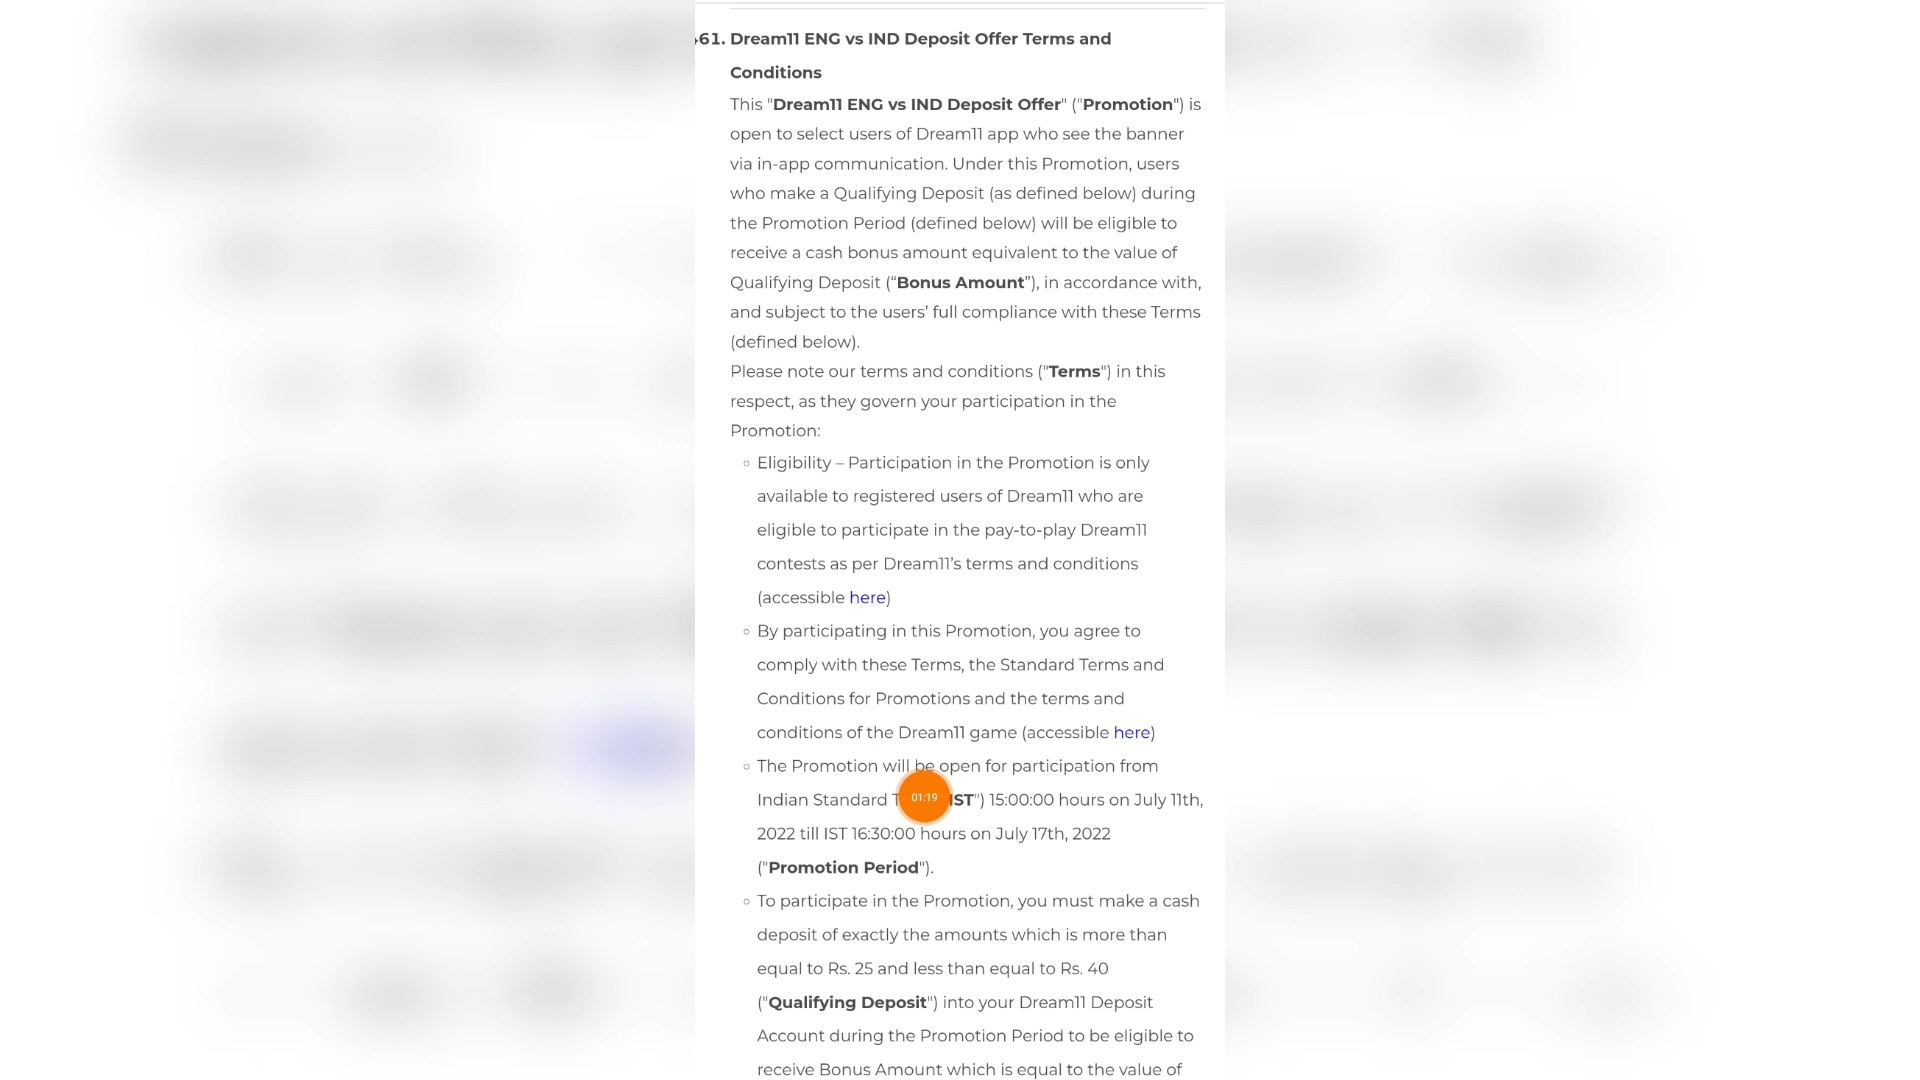 61. Dream11 ENG vs IND Deposit Offer Terms and
Conditions
This "Dream11 ENG vs IND Deposit Offer" ("Promotion") is
open to select users of Dream11 app who see the banner
via in-app communication. Under this Promotion, users
who make a Qualifying Deposit (as defined below) during
the Promotion Period (defined below) will be eligible to
receive a cash bonus amount equivalent to the value of
Qualifying Deposit (“Bonus Amount”), in accordance with,
and subject to the users’ full compliance with these Terms
(defined below).
Please note our terms and conditions ("Terms") in this
respect, as they govern your participation in the
Promotion:
Eligibility – Participation in the Promotion is only
available to registered users of Dream11 who are
eligible to participate in the pay-to-play Dream11
contests as per Dream11’s terms and conditions
(accessible here)
By participating in this Promotion, you agree to
comply with these Terms, the Standard Terms and
Conditions for Promotions and the terms and
conditions of the Dream11 game (accessible here)
The Promotion will be open for participation from
Indian Standard 01:19 IST") 15:00:00 hours on July 11th,
2022 till IST 16:30:00 hours on July 17th, 2022
("Promotion Period").
To participate in the Promotion, you must make a cash
deposit of exactly the amounts which is more than
equal to Rs. 25 and less than equal to Rs. 40
("Qualifying Deposit") into your Dream11 Deposit
Account during the Promotion Period to be eligible to
receive Bonus Amount which is equal to the value of